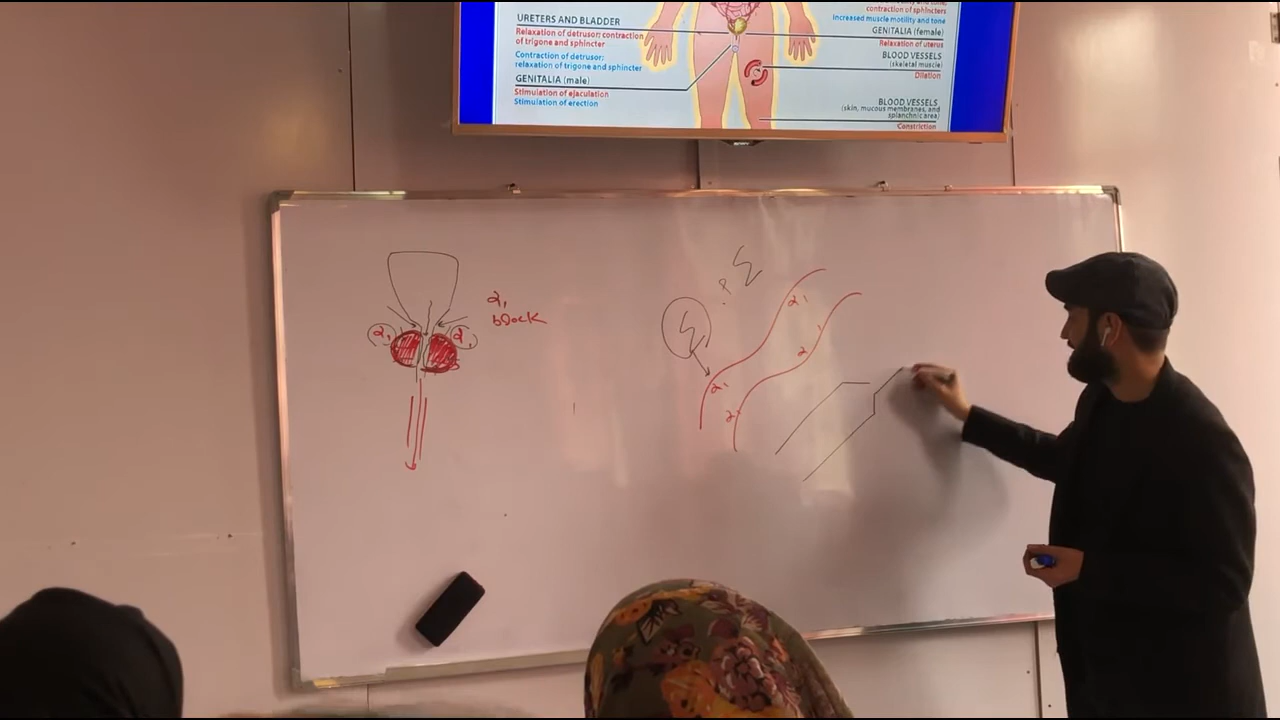 URETERS AND BLADDER
Relaxation of detrusor; contraction
of trigone and sphincter
Contraction of detrusor;
relaxation of trigone and sphincter
GENITALIA (male)
Stimulation of ejaculation
Stimulation of erection
contraction of sphincters
Increased muscle motility and tone
GENITALIA (female)
Relaxation of uterus
BLOOD VESSELS
(skeletal muscle)
Dilation
BLOOD VESSELS
(skin, mucous membranes, and
splanchnic area)
Constriction
α1
block
α1
α1
α1
α1
α1
α